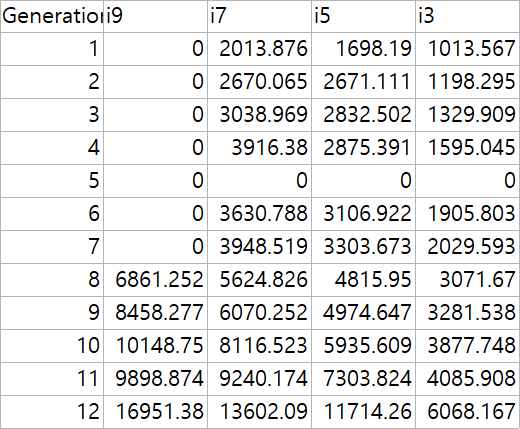 Generation i9 i7 i5 i3
1 0 2013.876 1698.19 1013.567
2 0 2670.065 2671.111 1198.295
3 0 3038.969 2832.502 1329.909
4 0 3916.38 2875.391 1595.045
5 0 0 0 0
6 0 3630.788 3106.922 1905.803
7 0 3948.519 3303.673 2029.593
8 6861.252 5624.826 4815.95 3071.67
9 8458.277 6070.252 4974.647 3281.538
10 10148.75 8116.523 5935.609 3877.748
11 9898.874 9240.174 7303.824 4085.908
12 16951.38 13602.09 11714.26 6068.167